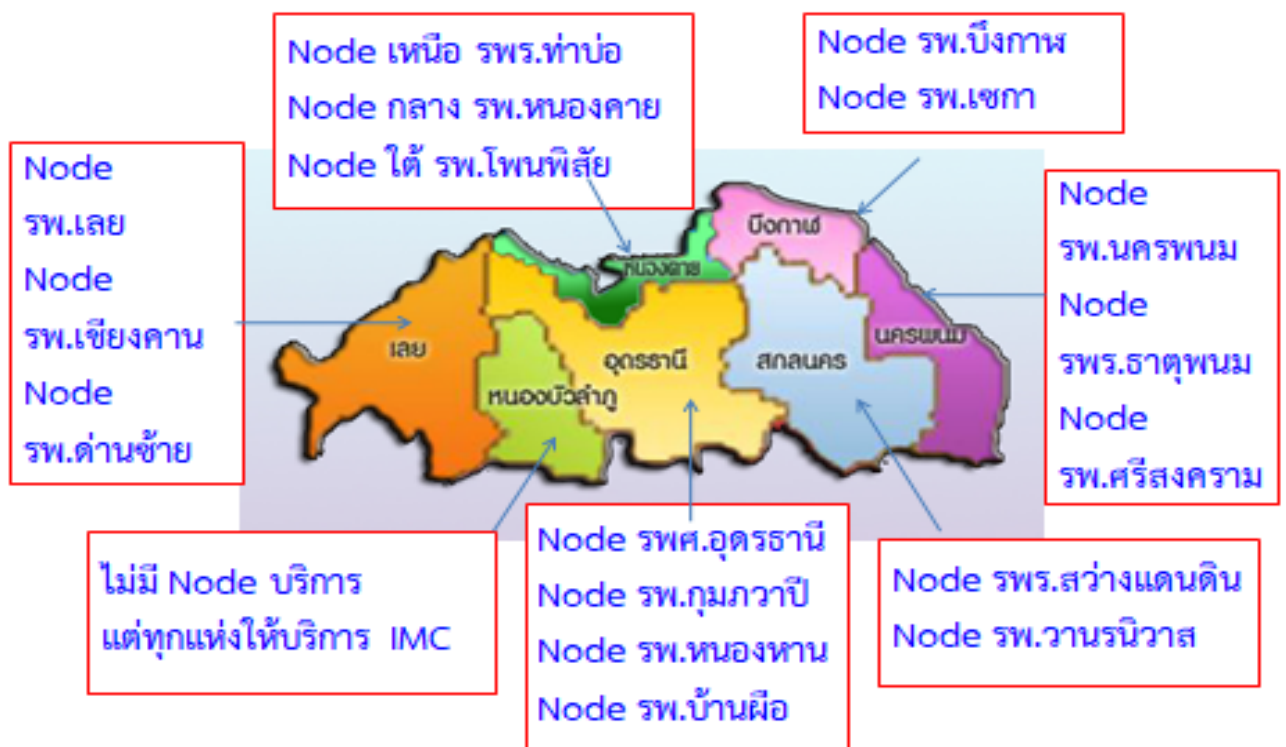 Node เหนือ รพร.ท่าบ่อ
Node กลาง รพ.หนองคาย
Node ใต้ รพ.โพนพิสัย
Node รพ.บึงกาฬ
Node รพ.เซกา
Node
รพ.เลย
Node
รพ.เชียงคาน
Node
รพ.ด่านซ้าย
Node
รพ.นครพนม
Node
รพร.ธาตุพนม
Node
รพ.ศรีสงคราม
บึงกาฬ
หนองคาย
นครพนม
เลย
อุดรธานี
สกลนคร
หนองบัวลำภู
ไม่มี Node บริการ
แต่ทุกแห่งให้บริการ IMC
Node รพศ.อุดรธานี
Node รพ.กุมภวาปี
Node รพ.หนองหาน
Node รพ.บ้านผือ
Node รพร.สว่างแดนดิน
Node รพ.วานรนิวาส